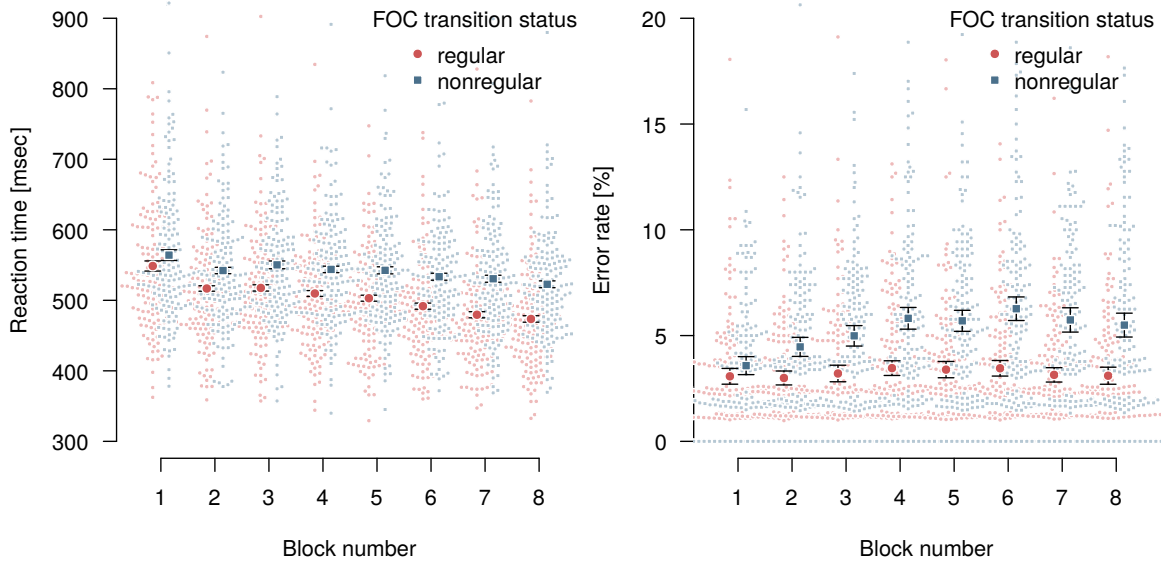 FOC transition status
regular
nonregular
Reaction time [msec]
900
800
700
600
500
400
300
1 2 3 4 5 6 7 8
Block number
FOC transition status
regular
nonregular
Error rate [%]
20
15
10
5
0
1 2 3 4 5 6 7 8
Block number